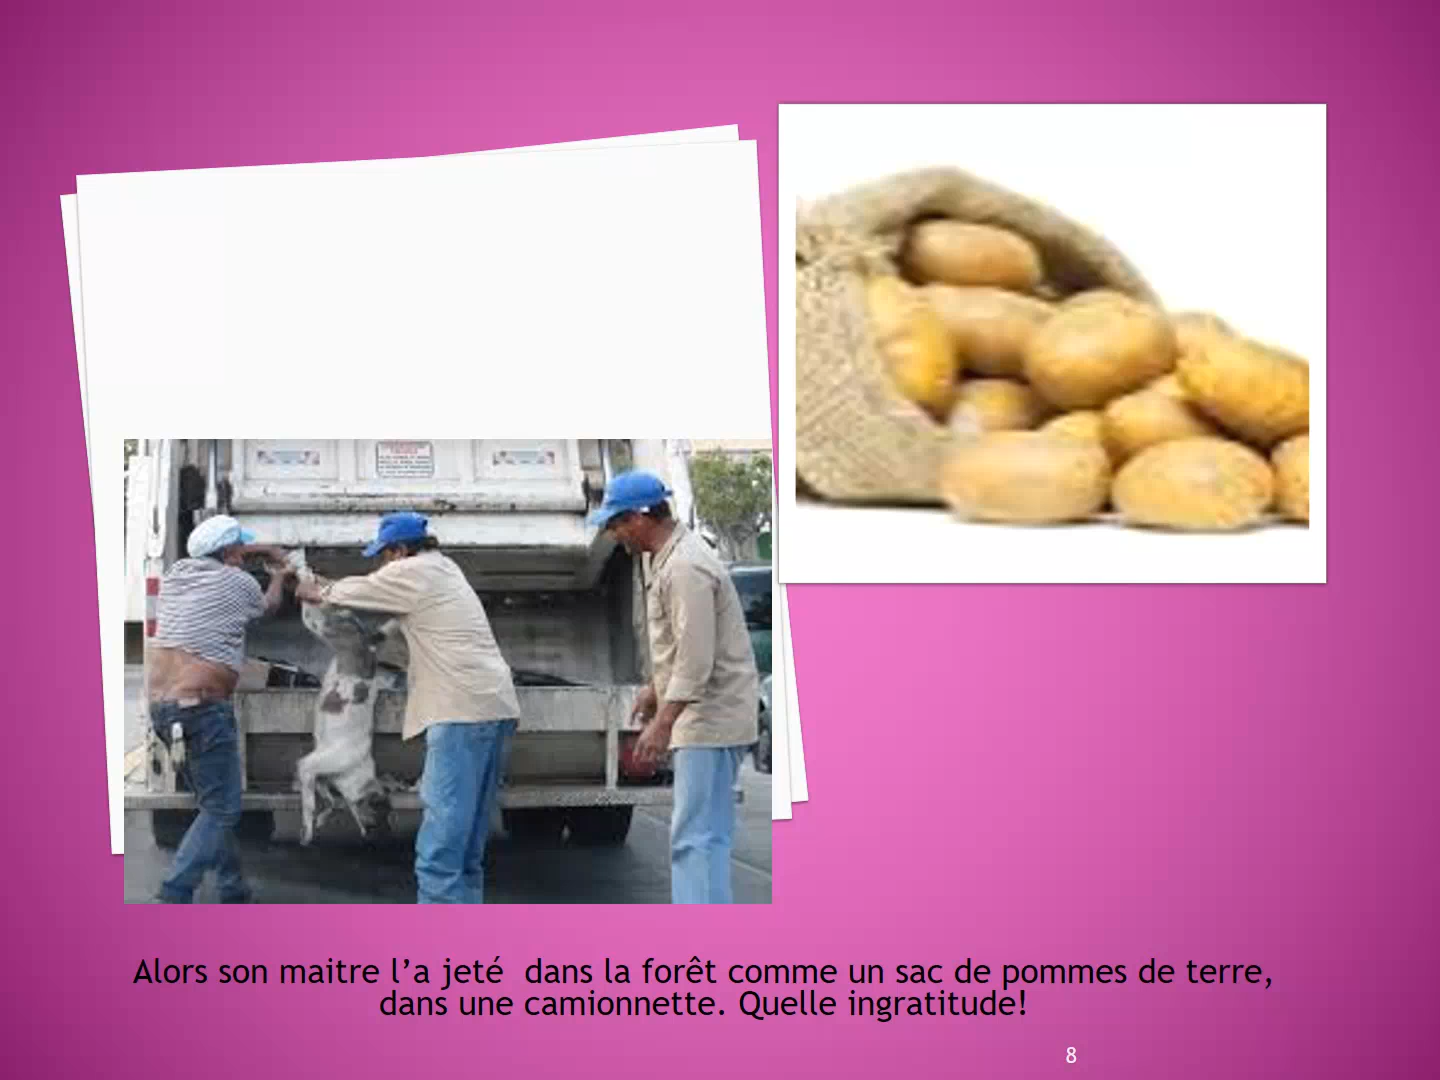 Alors son maitre l’a jeté  dans la forêt comme un sac de pommes de terre,
dans une camionnette. Quelle ingratitude!
8